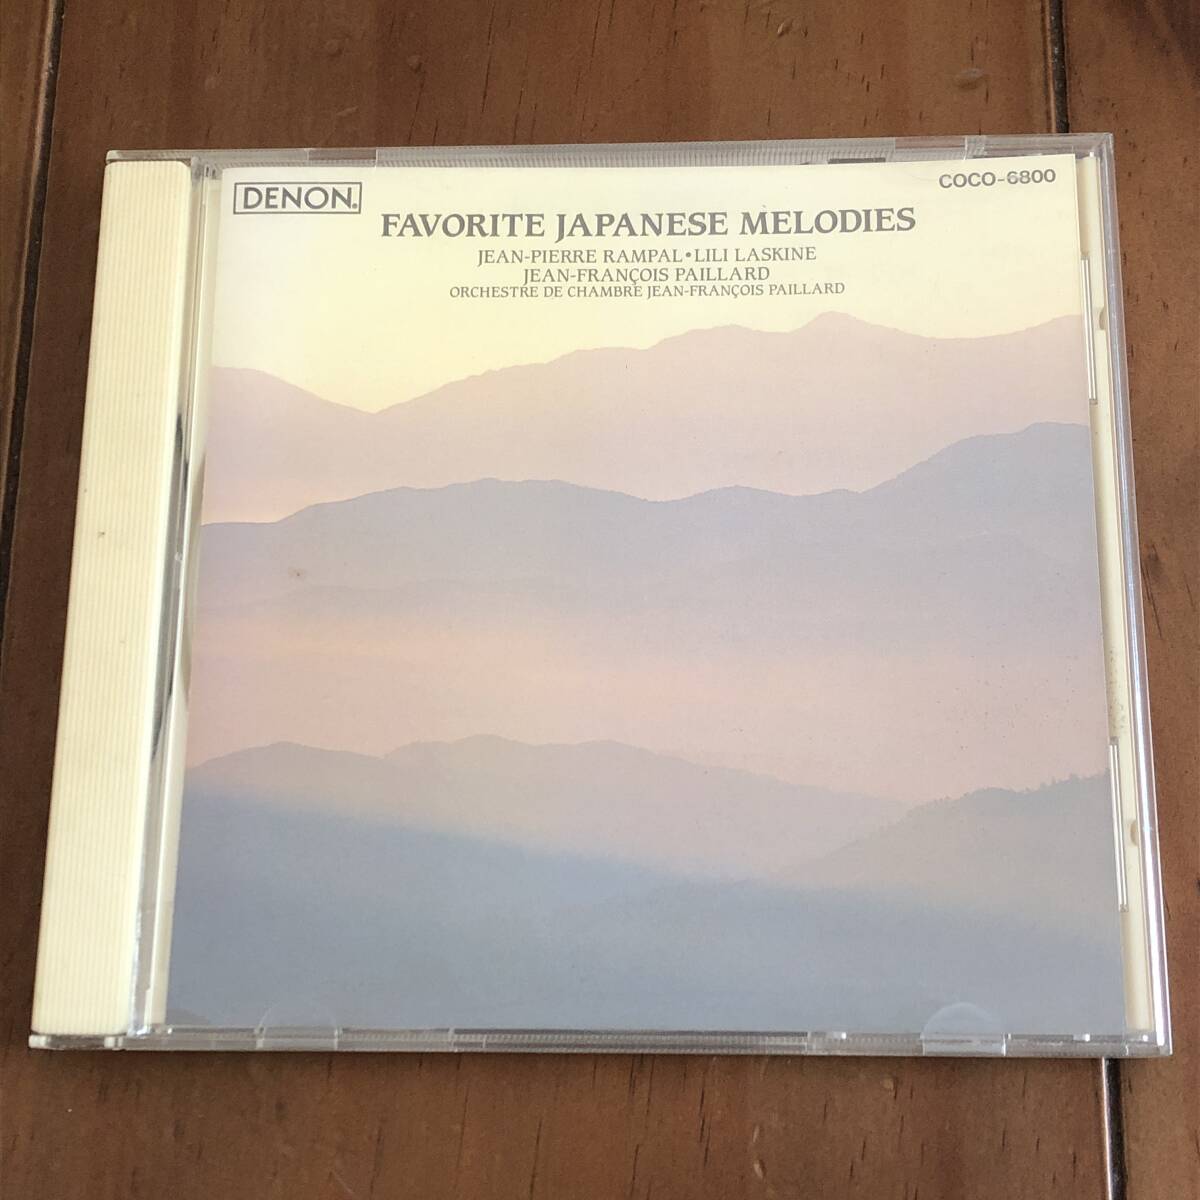 DENON®
COCO-6800
FAVORITE JAPANESE MELODIES
JEAN-PIERRE RAMPAL•LILI LASKINE
JEAN-FRANÇOIS PAILLARD
ORCHESTRE DE CHAMBRE JEAN-FRANÇOIS PAILLARD